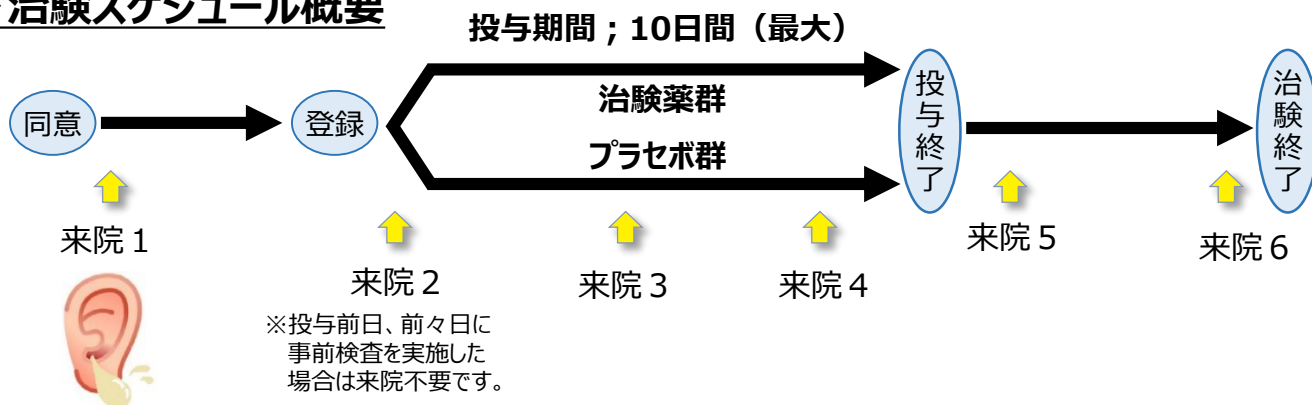 治験スケジュール概要
投与期間；10日間（最大）
同意
登録
治験薬群
プラセボ群
投与終了
治験終了
来院１
来院２
来院３
来院４
来院５
来院６
※投与前日、前々日に
事前検査を実施した
場合は来院不要です。